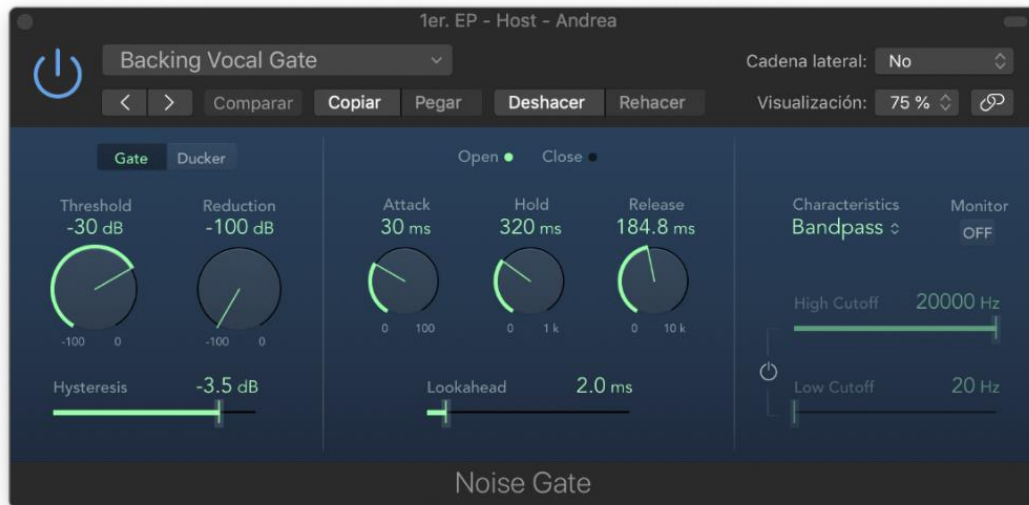 1er. EP - Host - Andrea
Backing Vocal Gate
Cadena lateral: No
Comparar Copiar Pegar Deshacer Rehacer
Visualización: 75 %
Gate Ducker
Open Close
Threshold Reduction Attack Hold Release Characteristics Monitor
-30 dB -100 dB 30 ms 320 ms 184.8 ms Bandpass OFF
High Cutoff 20000 Hz
-100 0 -100 0 0 100 0 1 k 0 10 k
Hysteresis -3.5 dB Lookahead 2.0 ms Low Cutoff 20 Hz
Noise Gate